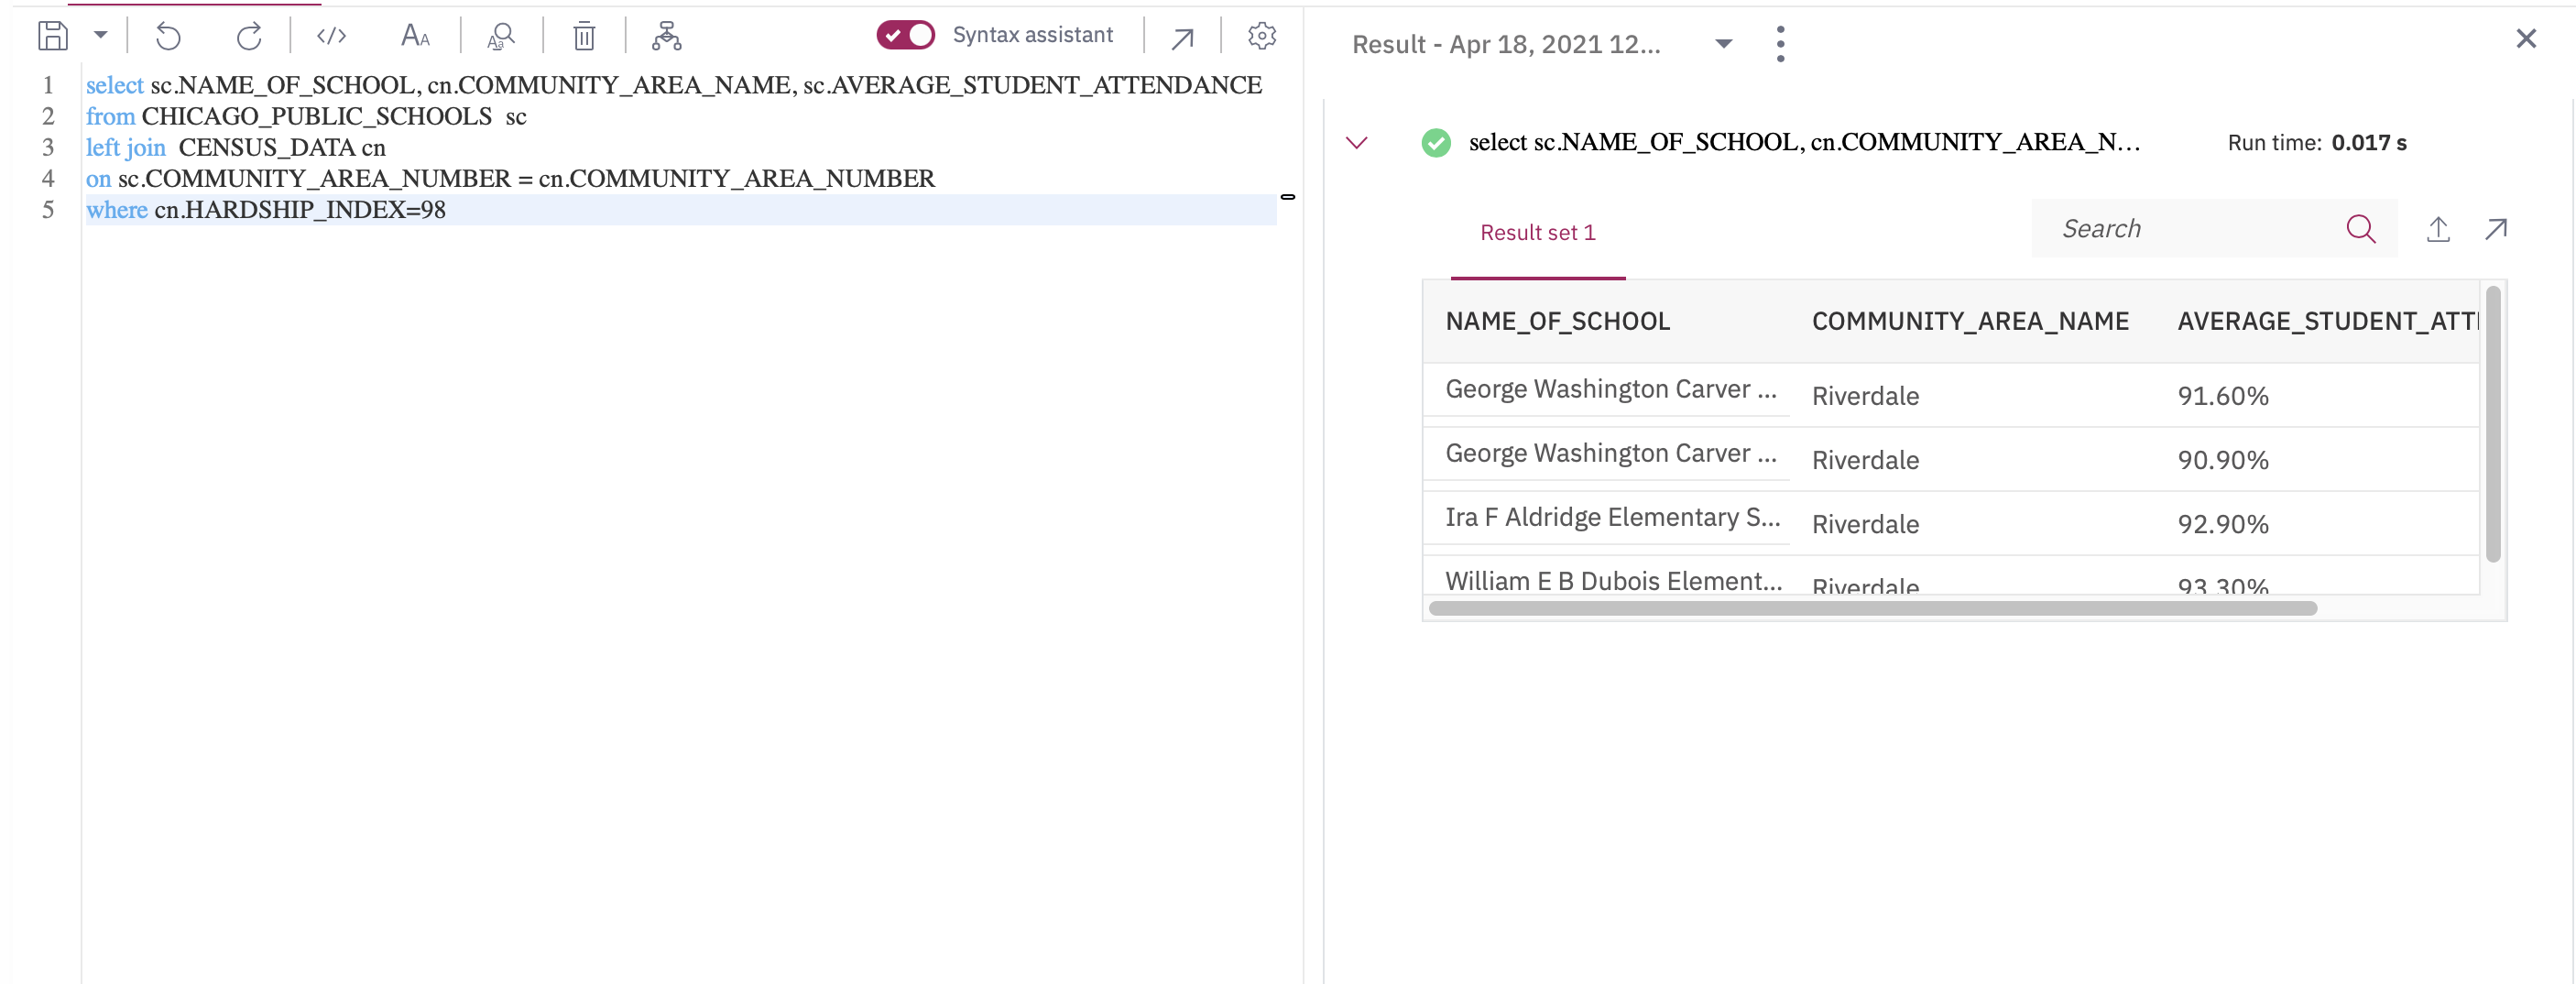 Syntax assistant
1 select sc.NAME_OF_SCHOOL, cn.COMMUNITY_AREA_NAME, sc.AVERAGE_STUDENT_ATTENDANCE
2 from CHICAGO_PUBLIC_SCHOOLS  sc
3 left join  CENSUS_DATA cn
4 on sc.COMMUNITY_AREA_NUMBER = cn.COMMUNITY_AREA_NUMBER
5 where cn.HARDSHIP_INDEX=98
Result - Apr 18, 2021 12...
select sc.NAME_OF_SCHOOL, cn.COMMUNITY_AREA_N... Run time: 0.017 s
Result set 1 Search
NAME_OF_SCHOOL COMMUNITY_AREA_NAME AVERAGE_STUDENT_ATT
George Washington Carver ... Riverdale 91.60%
George Washington Carver ... Riverdale 90.90%
Ira F Aldridge Elementary S... Riverdale 92.90%
William E B Dubois Element... Riverdale 93.30%